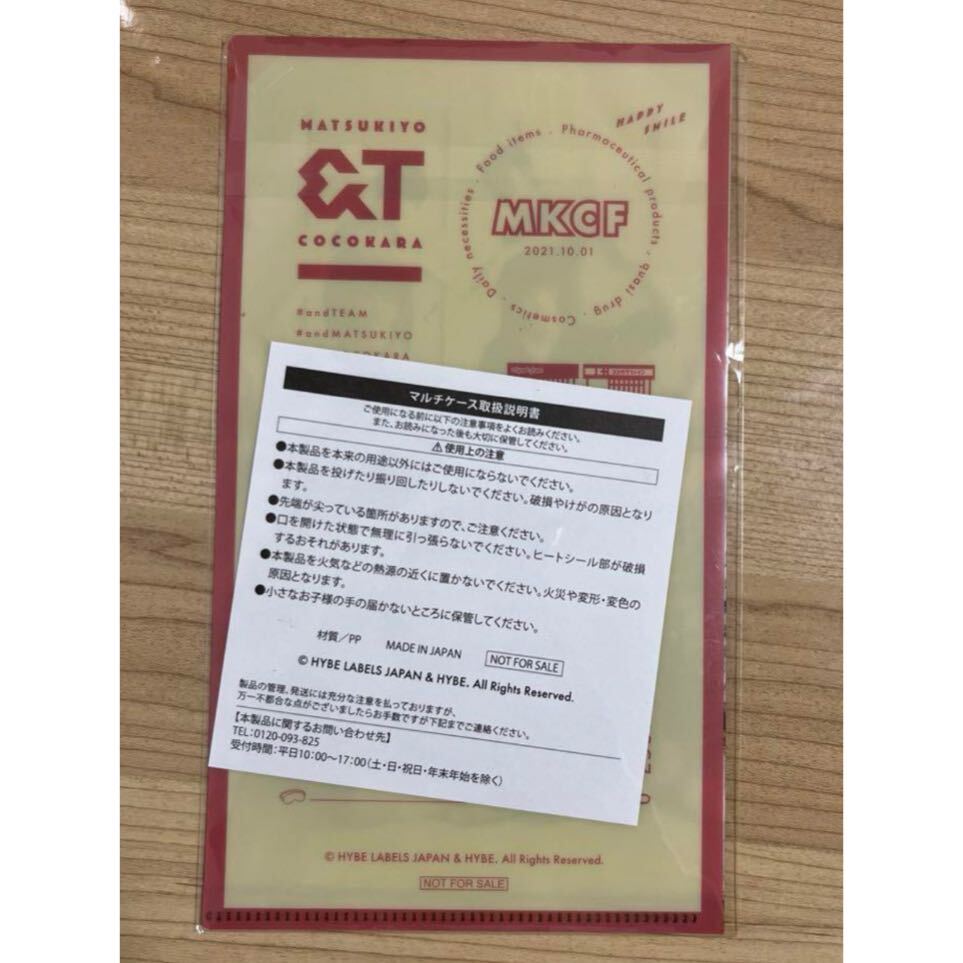 MATSUKIYO
&T
COCOKARA
HAPPY
SMILE
Daily necessities · Food items · Pharmaceutical products · quasi drug · Cosmetics ·
MKCF
2021.10.01
#andTEAM
#andMATSUKIYO
マルチケース取扱説明書
ご使用になる前に以下の注意事項をよくお読みください。
また、お読みになった後も大切に保管してください。
⚠使用上の注意
●本製品を本来の用途以外にはご使用にならないでください。
●本製品を投げたり振り回したりしないでください。破損やけがの原因となり
ます。
●先端が尖っている箇所がありますので、ご注意ください。
●口を開けた状態で無理に引っ張らないでください。ヒートシール部が破損
するおそれがあります。
●本製品を火気などの熱源の近くに置かないでください。火災や変形・変色の
原因となります。
●小さなお子様の手の届かないところに保管してください。
材質/PP MADE IN JAPAN NOT FOR SALE
© HYBE LABELS JAPAN & HYBE. All Rights Reserved.
製品の管理、発送には充分な注意を払っておりますが、
万一不都合な点がございましたらお手数ですが下記までご連絡ください。
【本製品に関するお問い合わせ先】
TEL:0120-093-825
受付時間:平日10:00〜17:00(土・日・祝日・年末年始を除く)
© HYBE LABELS JAPAN & HYBE. All Rights Reserved.
NOT FOR SALE